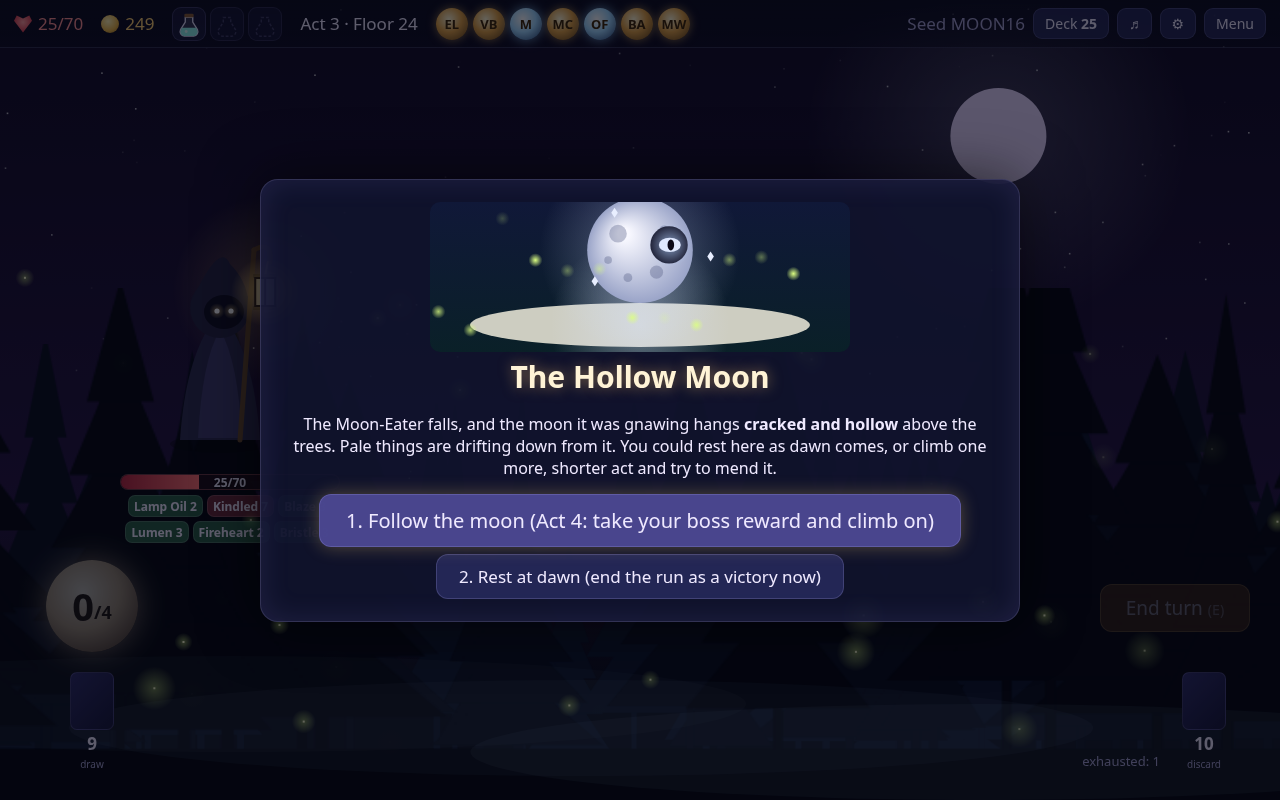 25/70 249 Act 3 · Floor 24 EL VB M MC OF BA MW Seed MOON16 Deck 25 ♬ ⚙ Menu
The Hollow Moon
The Moon-Eater falls, and the moon it was gnawing hangs cracked and hollow above the
trees. Pale things are drifting down from it. You could rest here as dawn comes, or climb one
more, shorter act and try to mend it.
1. Follow the moon (Act 4: take your boss reward and climb on)
2. Rest at dawn (end the run as a victory now)
25/70
Lamp Oil 2 Kindled
Lumen 3 Fireheart 2
0/4
End turn (E)
9
draw
exhausted: 1
10
discard